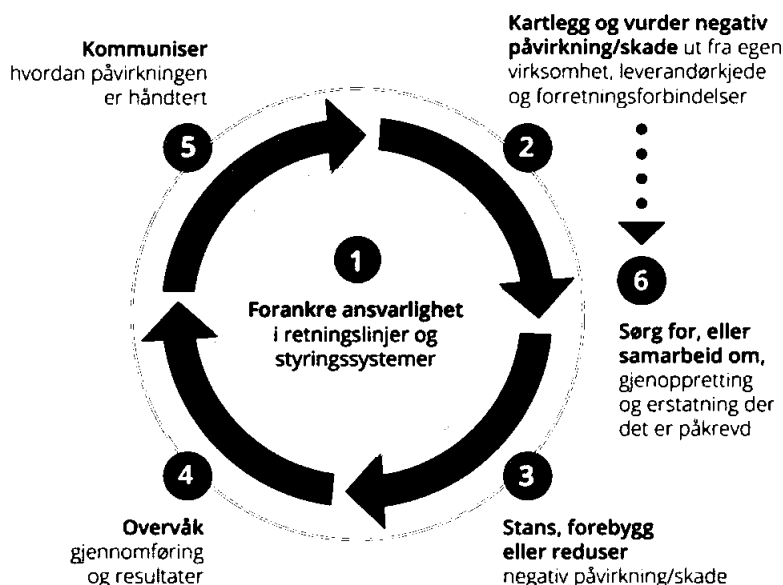 1
Forankre ansvarlighet
i retningslinjer og
styringssystemer
Kartlegg og vurder negativ
påvirkning/skade ut fra egen
virksomhet, leverandørkjede
og forretningsforbindelser
2
3
Stans, forebygg
eller reduser
negativ påvirkning/skade
4
Overvåk
gjennomføring
og resultater
Kommuniser
hvordan påvirkningen
er håndtert
5
6
Sørg for, eller
samarbeid om,
gjenoppretting
og erstatning der
det er påkrevd